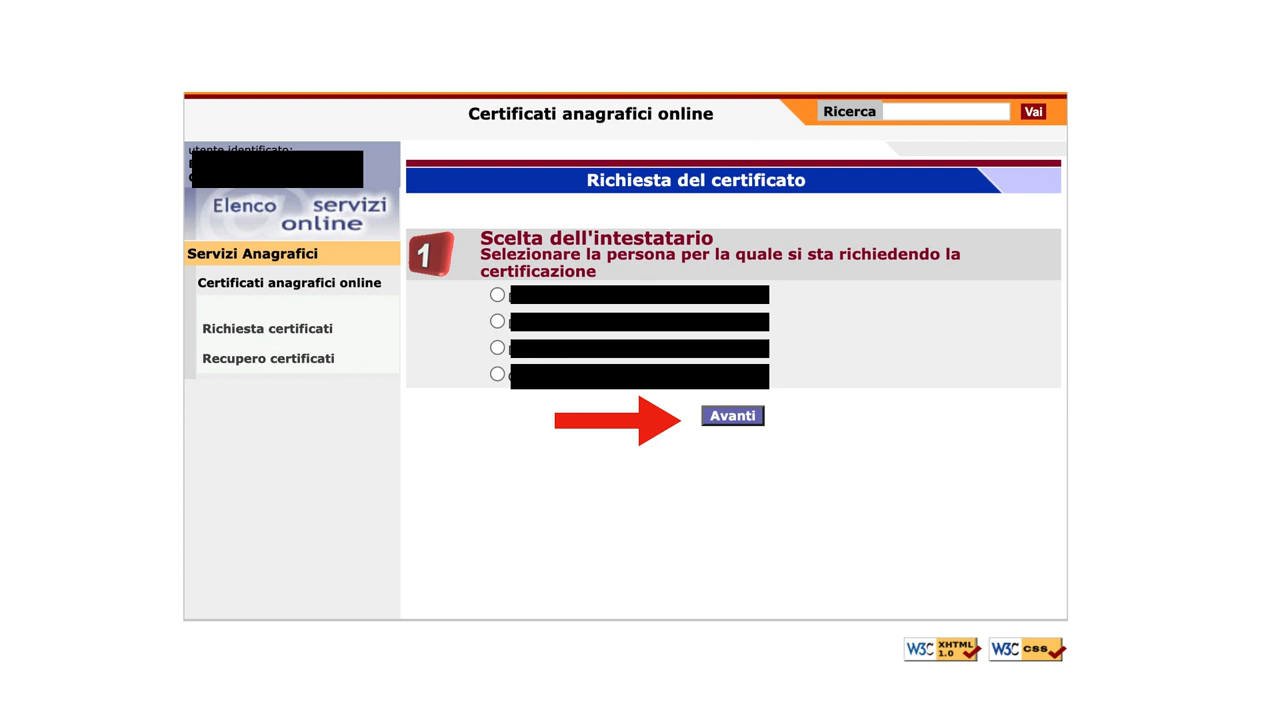 Certificati anagrafici online
Ricerca
Vai
utente identificato:
Elenco servizi
online
Servizi Anagrafici
Certificati anagrafici online
Richiesta certificati
Recupero certificati
Richiesta del certificato
1
Scelta dell'intestatario
Selezionare la persona per la quale si sta richiedendo la
certificazione
Avanti
W3C XHTML 1.0
W3C css